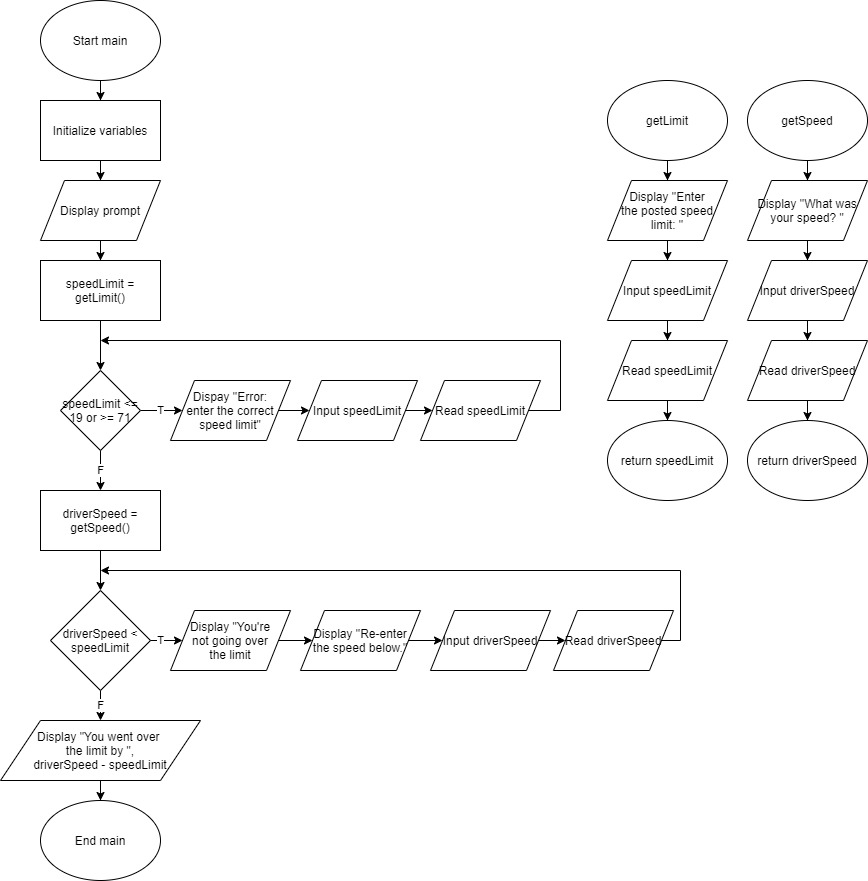 Start main
Initialize variables
Display prompt
speedLimit =
getLimit()
speedLimit <=
19 or >= 71
T
Dispay "Error:
enter the correct
speed limit"
Input speedLimit
Read speedLimit
F
driverSpeed =
getSpeed()
driverSpeed <
speedLimit
T
Display "You're
not going over
the limit
Display "Re-enter
the speed below."
Input driverSpeed
Read driverSpeed
F
Display "You went over
the limit by ",
driverSpeed - speedLimit
End main
getLimit
Display "Enter
the posted speed
limit: "
Input speedLimit
Read speedLimit
return speedLimit
getSpeed
Display "What was
your speed? "
Input driverSpeed
Read driverSpeed
return driverSpeed